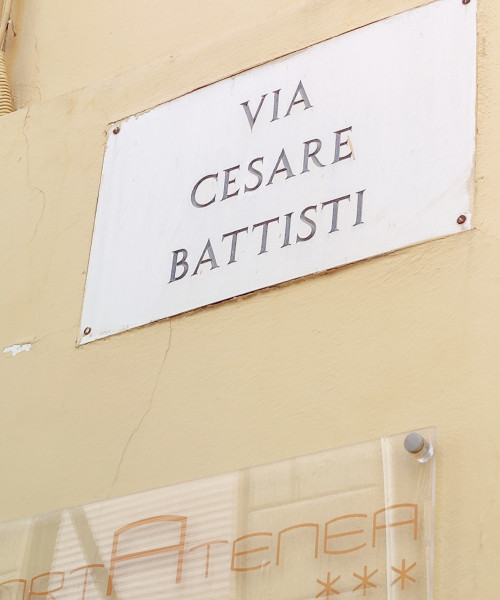 VIA
CESARE
BATTISTI
ATENEA
***